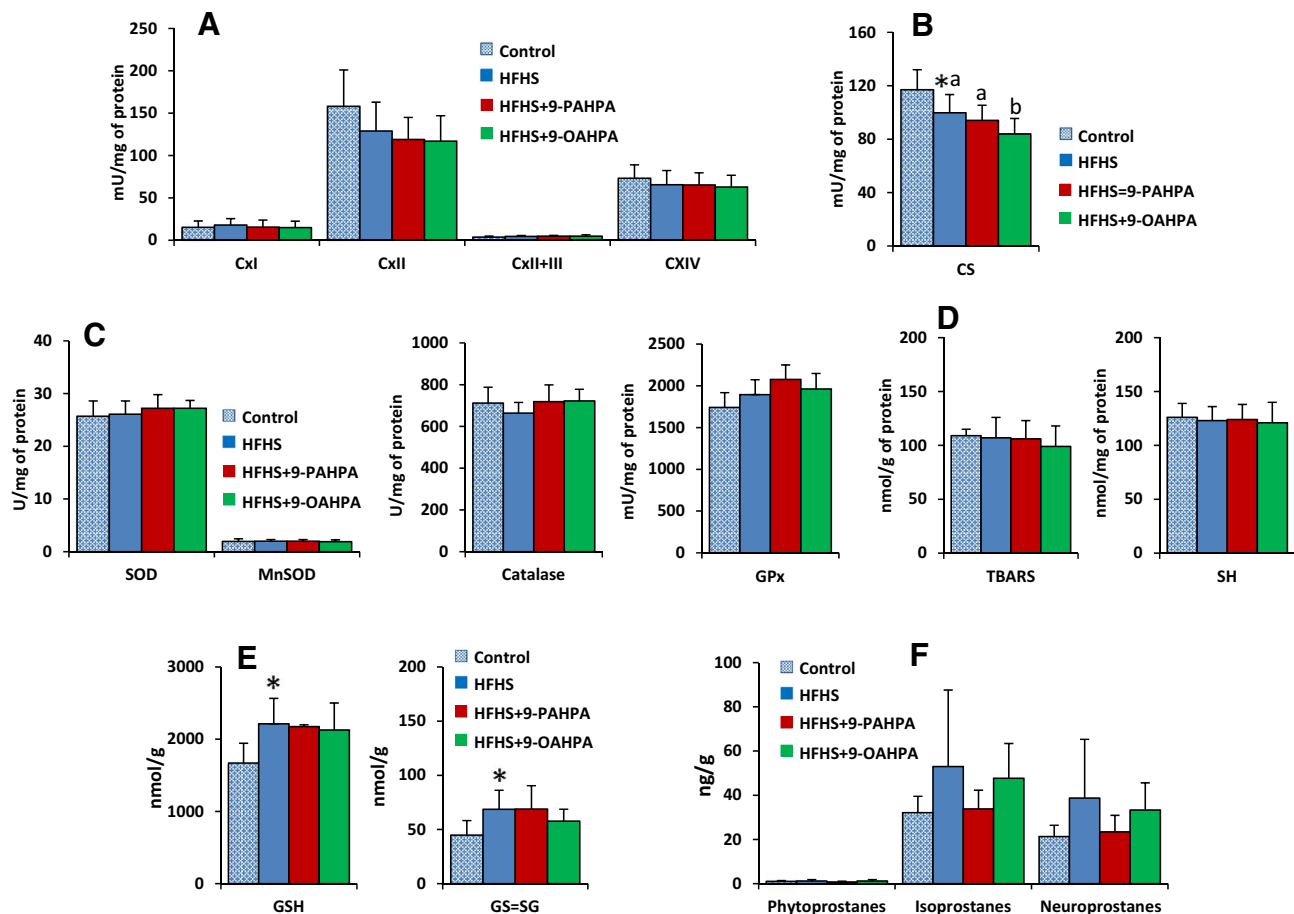 A
mU/mg of protein
250
200
150
100
50
0
Control
HFHS
HFHS+9-PAHPA
HFHS+9-OAHPA
CxI
CxII
CxII+III
CXIV
B
mU/mg of protein
160
120
80
40
0
*a
a
b
CS
Control
HFHS
HFHS=9-PAHPA
HFHS+9-OAHPA
C
U/mg of protein
40
30
20
10
0
Control
HFHS
HFHS+9-PAHPA
HFHS+9-OAHPA
SOD
MnSOD
U/mg of protein
1000
800
600
400
200
0
Catalase
mU/mg of protein
2500
2000
1500
1000
500
0
GPx
D
nmol/g of protein
200
150
100
50
0
TBARS
nmol/mg of protein
200
150
100
50
0
SH
E
nmol/g
3000
2000
1000
0
*
GSH
nmol/g
200
150
100
50
0
Control
HFHS
HFHS+9-PAHPA
HFHS+9-OAHPA
*
GS=SG
F
ng/g
100
80
60
40
20
0
Control
HFHS
HFHS+9-PAHPA
HFHS+9-OAHPA
Phytoprostanes
Isoprostanes
Neuroprostanes